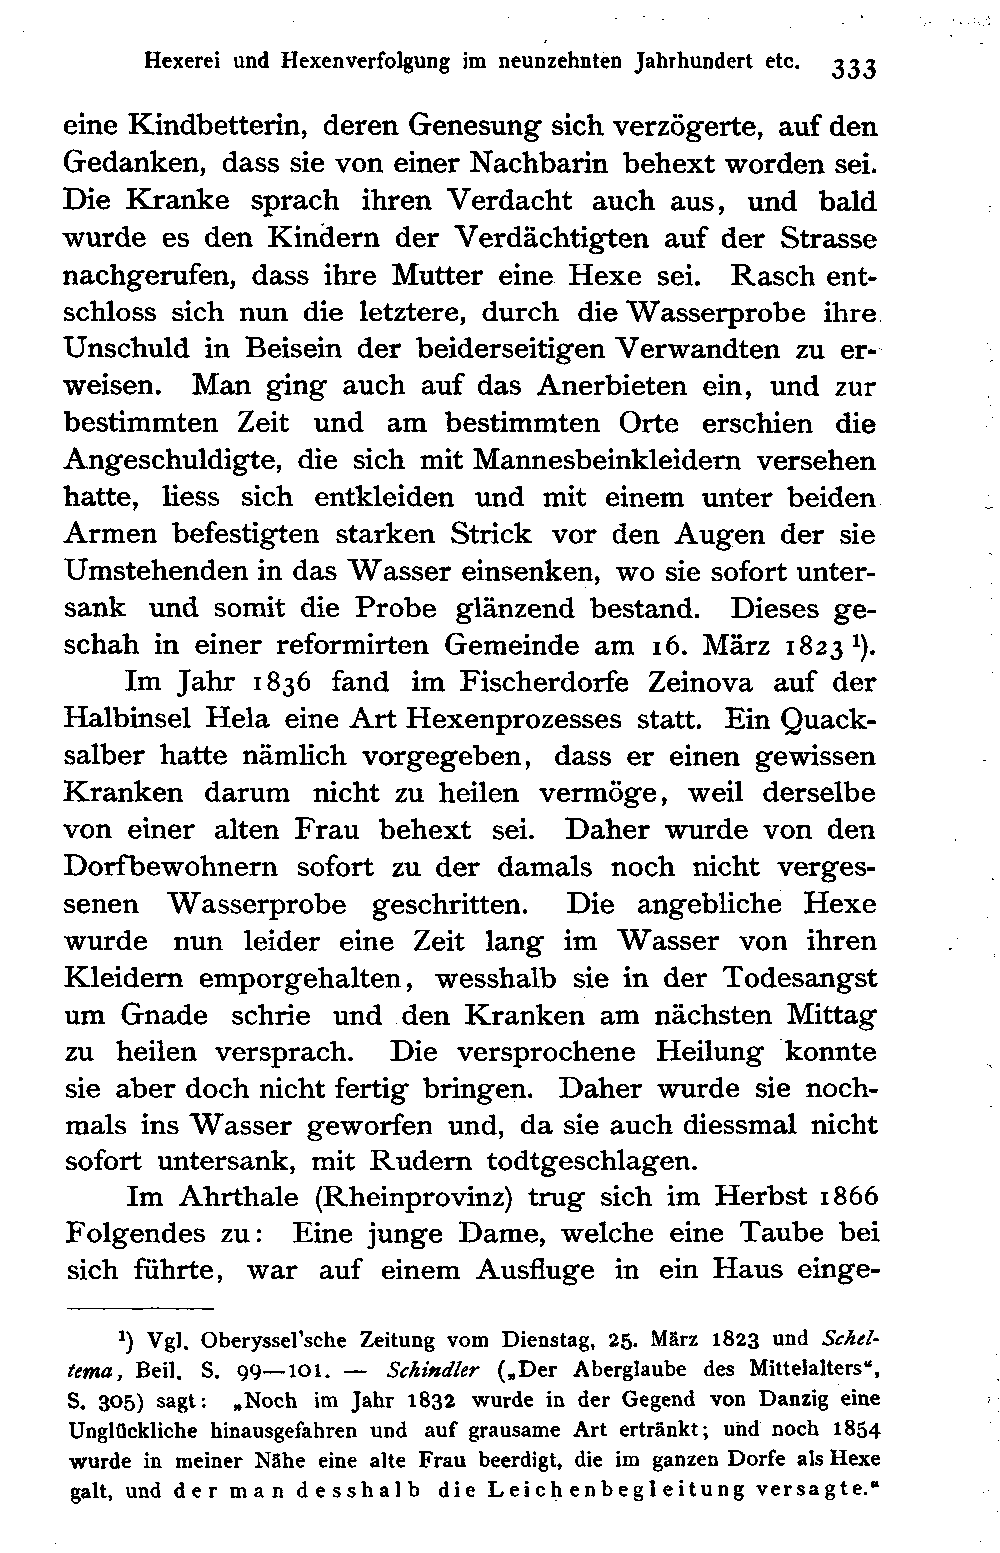 Hexerei und Hexenverfolgung im neunzehnten Jahrhundert etc. 333
eine Kindbetterin, deren Genesung sich verzögerte, auf den
Gedanken, dass sie von einer Nachbarin behext worden sei.
Die Kranke sprach ihren Verdacht auch aus, und bald
wurde es den Kindern der Verdächtigten auf der Strasse
nachgerufen, dass ihre Mutter eine Hexe sei. Rasch ent-
schloss sich nun die letztere, durch die Wasserprobe ihre
Unschuld in Beisein der beiderseitigen Verwandten zu er-
weisen. Man ging auch auf das Anerbieten ein, und zur
bestimmten Zeit und am bestimmten Orte erschien die
Angeschuldigte, die sich mit Mannesbeinkleidern versehen
hatte, liess sich entkleiden und mit einem unter beiden
Armen befestigten starken Strick vor den Augen der sie
Umstehenden in das Wasser einsenken, wo sie sofort unter-
sank und somit die Probe glänzend bestand. Dieses ge-
schah in einer reformirten Gemeinde am 16. März 1823 ¹).
Im Jahr 1836 fand im Fischerdorfe Zeinova auf der
Halbinsel Hela eine Art Hexenprozesses statt. Ein Quack-
salber hatte nämlich vorgegeben, dass er einen gewissen
Kranken darum nicht zu heilen vermöge, weil derselbe
von einer alten Frau behext sei. Daher wurde von den
Dorfbewohnern sofort zu der damals noch nicht verges-
senen Wasserprobe geschritten. Die angebliche Hexe
wurde nun leider eine Zeit lang im Wasser von ihren
Kleidern emporgehalten, wesshalb sie in der Todesangst
um Gnade schrie und den Kranken am nächsten Mittag
zu heilen versprach. Die versprochene Heilung konnte
sie aber doch nicht fertig bringen. Daher wurde sie noch-
mals ins Wasser geworfen und, da sie auch diessmal nicht
sofort untersank, mit Rudern todtgeschlagen.
Im Ahrthale (Rheinprovinz) trug sich im Herbst 1866
Folgendes zu: Eine junge Dame, welche eine Taube bei
sich führte, war auf einem Ausfluge in ein Haus einge-
¹) Vgl. Oberyssel'sche Zeitung vom Dienstag, 25. März 1823 und Schel-
tema, Beil. S. 99—101. — Schindler („Der Aberglaube des Mittelalters“,
S. 305) sagt: „Noch im Jahr 1832 wurde in der Gegend von Danzig eine
Unglückliche hinausgefahren und auf grausame Art ertränkt; und noch 1854
wurde in meiner Nähe eine alte Frau beerdigt, die im ganzen Dorfe als Hexe
galt, und der man desshalb die Leichenbegleitung versagte.“